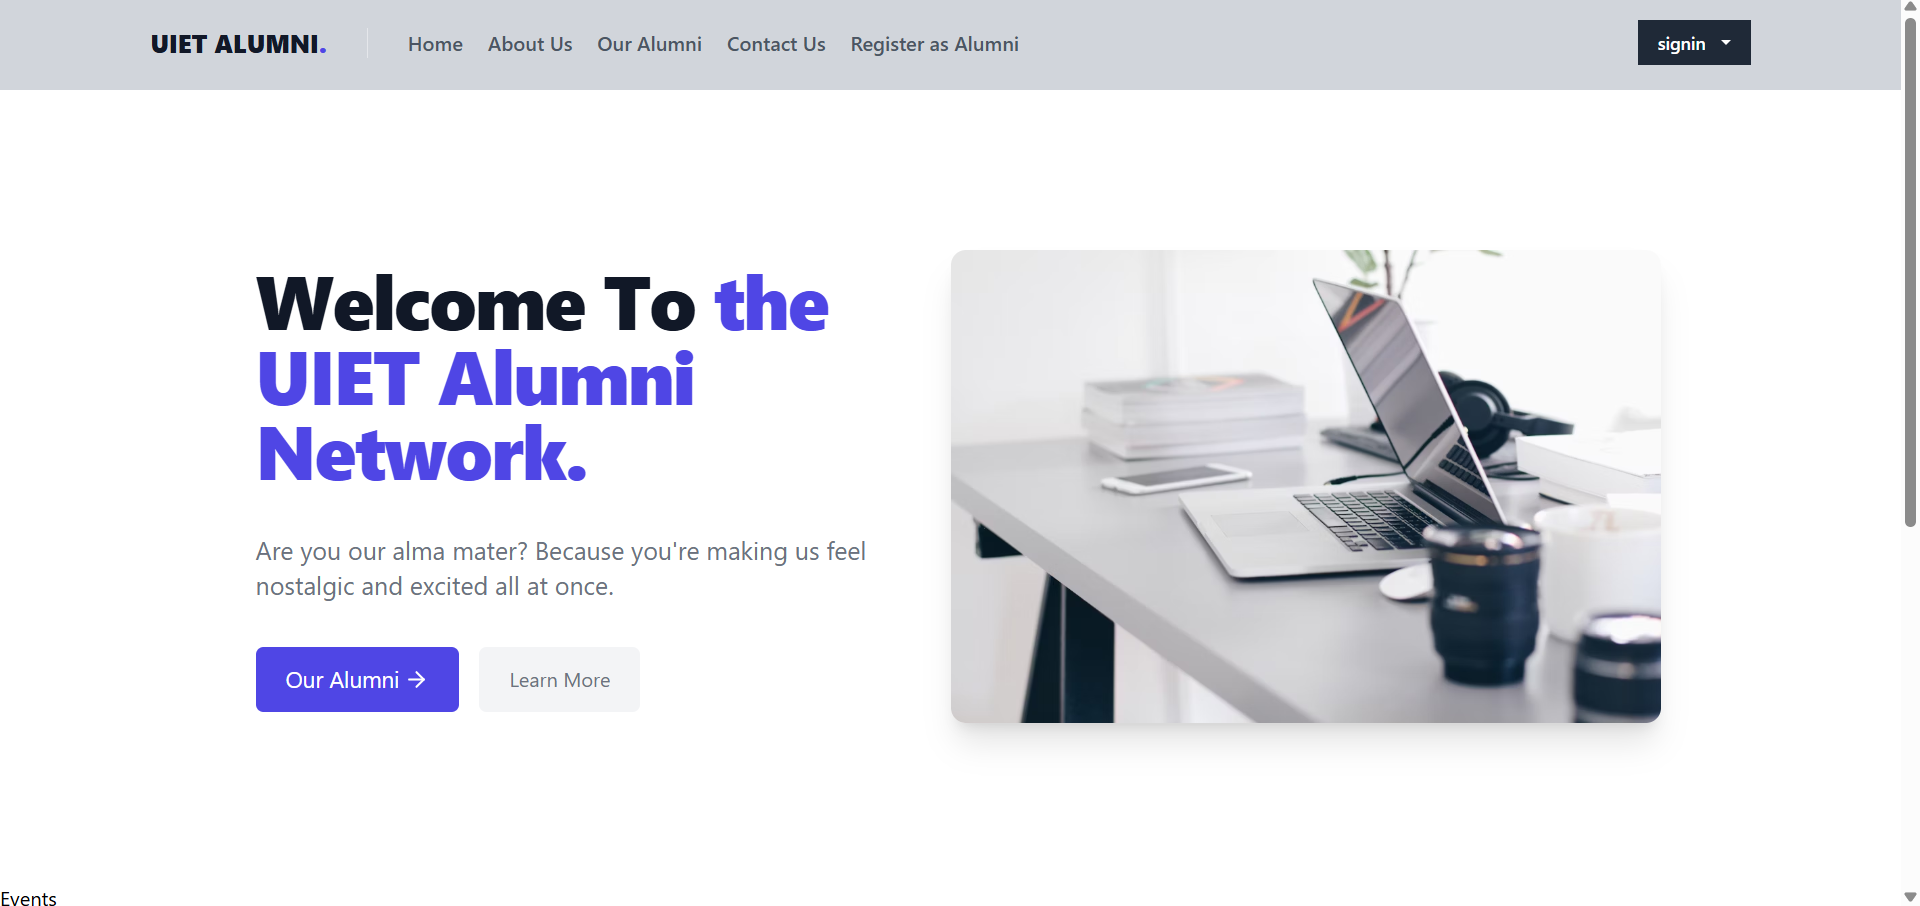 UIET ALUMNI.
Home
About Us
Our Alumni
Contact Us
Register as Alumni
signin
Welcome To the
UIET Alumni
Network.
Are you our alma mater? Because you're making us feel
nostalgic and excited all at once.
Our Alumni →
Learn More
Events